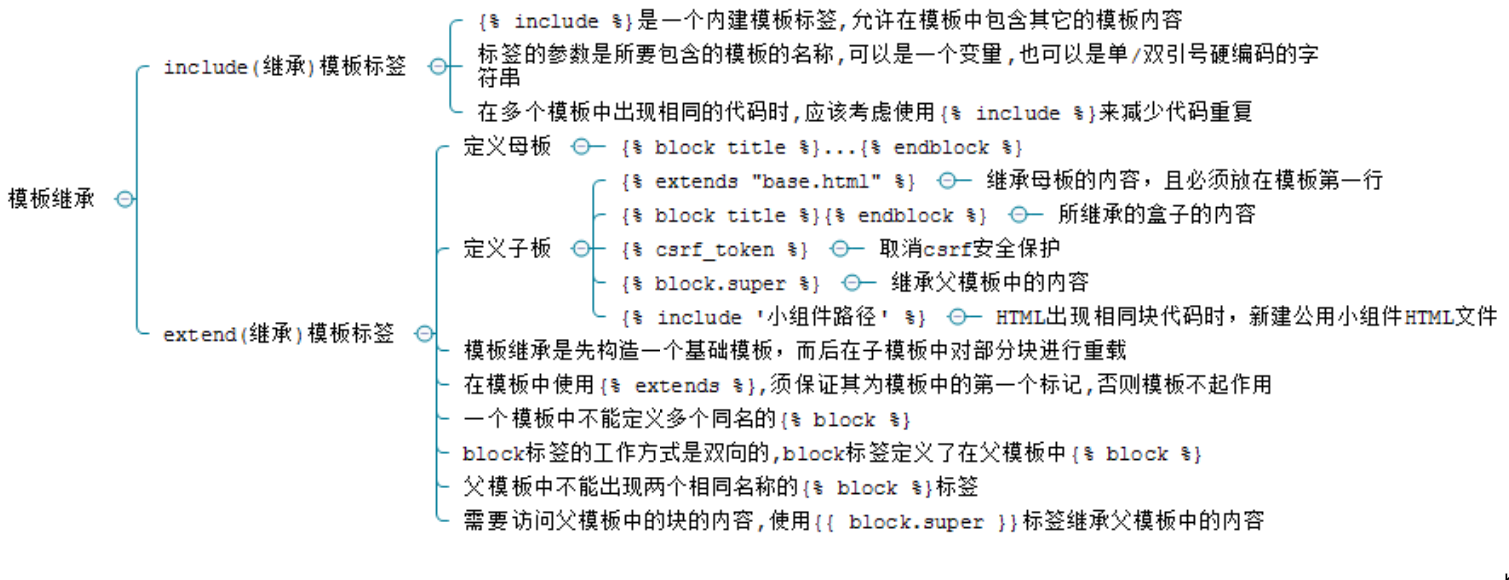 {% include %}是一个内建模板标签,允许在模板中包含其它的模板内容
include(继承)模板标签
标签的参数是所要包含的模板的名称,可以是一个变量,也可以是单/双引号硬编码的字
符串
在多个模板中出现相同的代码时,应该考虑使用{% include %}来减少代码重复
模板继承
定义母板
{% block title %}...{% endblock %}
定义子板
{% extends "base.html" %}
继承母板的内容，且必须放在模板第一行
{% block title %}{% endblock %}
所继承的盒子的内容
{% csrf_token %}
取消csrf安全保护
{% block.super %}
继承父模板中的内容
{% include '小组件路径' %}
HTML出现相同块代码时，新建公用小组件HTML文件
extend(继承)模板标签
模板继承是先构造一个基础模板，而后在子模板中对部分块进行重载
在模板中使用{% extends %},须保证其为模板中的第一个标记,否则模板不起作用
一个模板中不能定义多个同名的{% block %}
block标签的工作方式是双向的,block标签定义了在父模板中{% block %}
父模板中不能出现两个相同名称的{% block %}标签
需要访问父模板中的块的内容,使用{{ block.super }}标签继承父模板中的内容